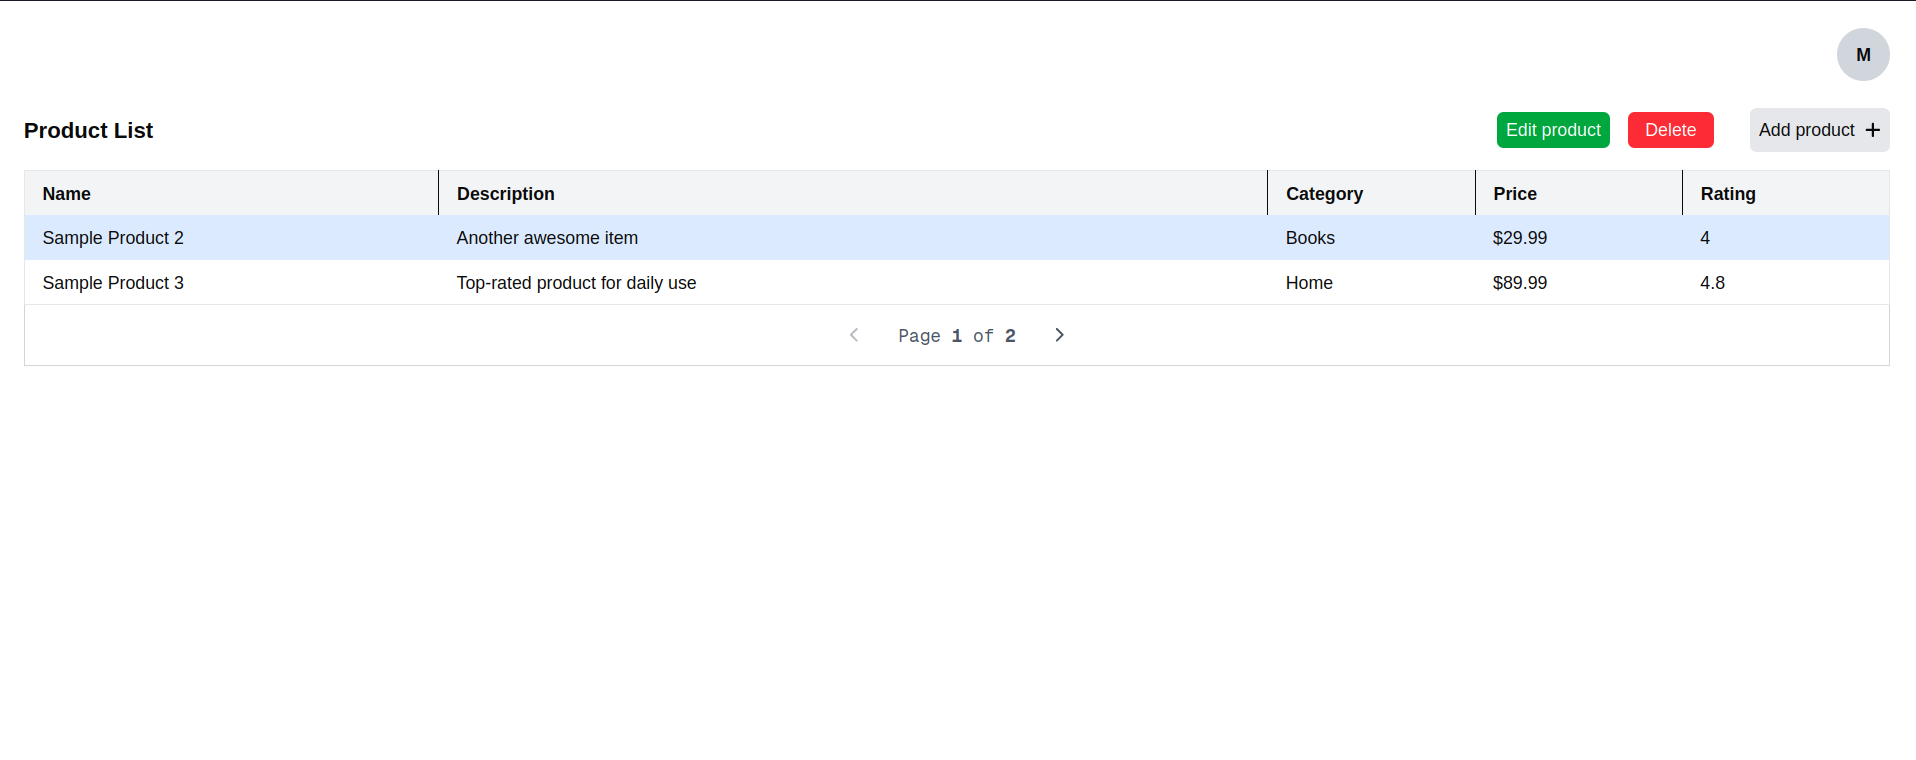 M
Product List Edit product Delete Add product +
Name Description Category Price Rating
Sample Product 2 Another awesome item Books $29.99 4
Sample Product 3 Top-rated product for daily use Home $89.99 4.8
Page 1 of 2